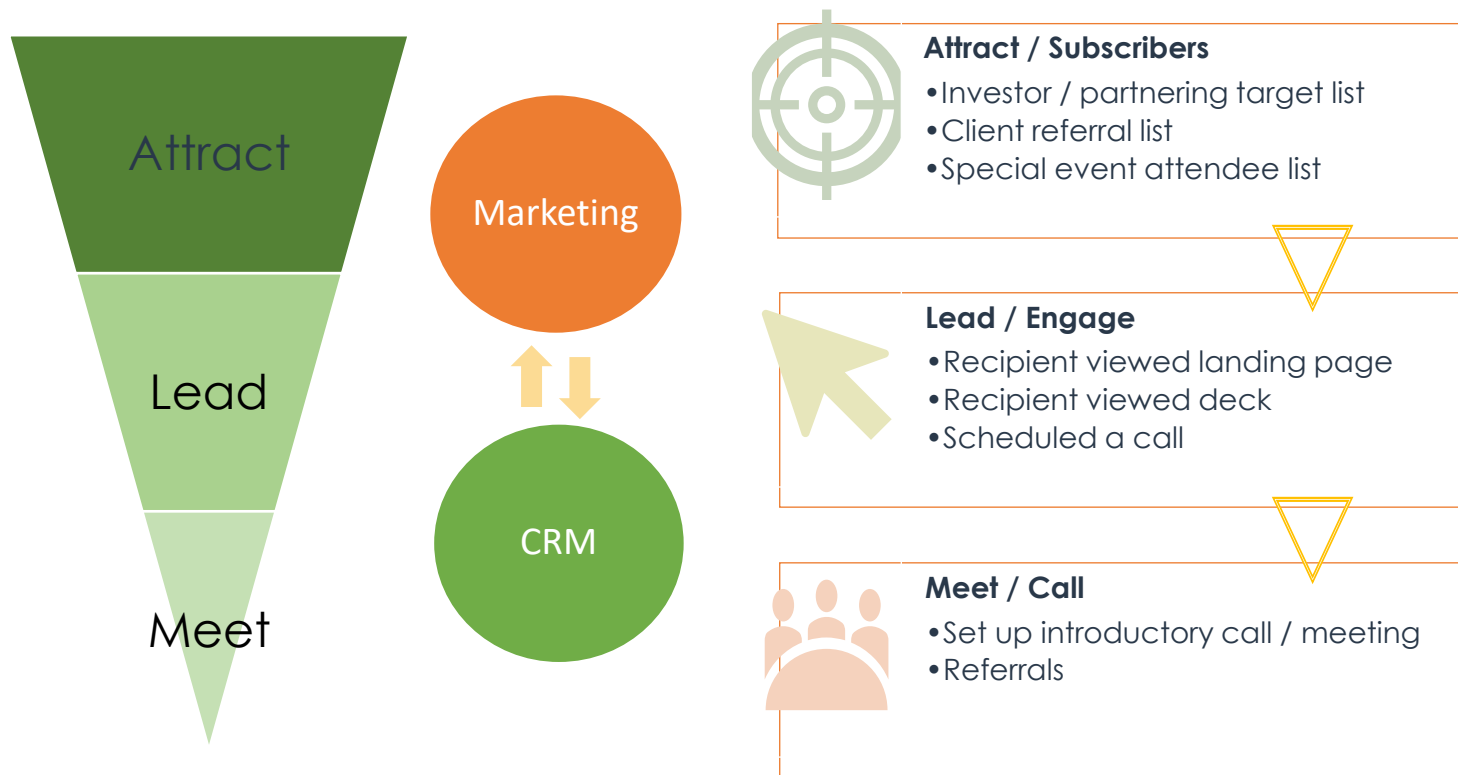 Attract
Lead
Meet
Marketing
CRM
Attract / Subscribers
•Investor / partnering target list
•Client referral list
•Special event attendee list
Lead / Engage
•Recipient viewed landing page
•Recipient viewed deck
•Scheduled a call
Meet / Call
•Set up introductory call / meeting
•Referrals